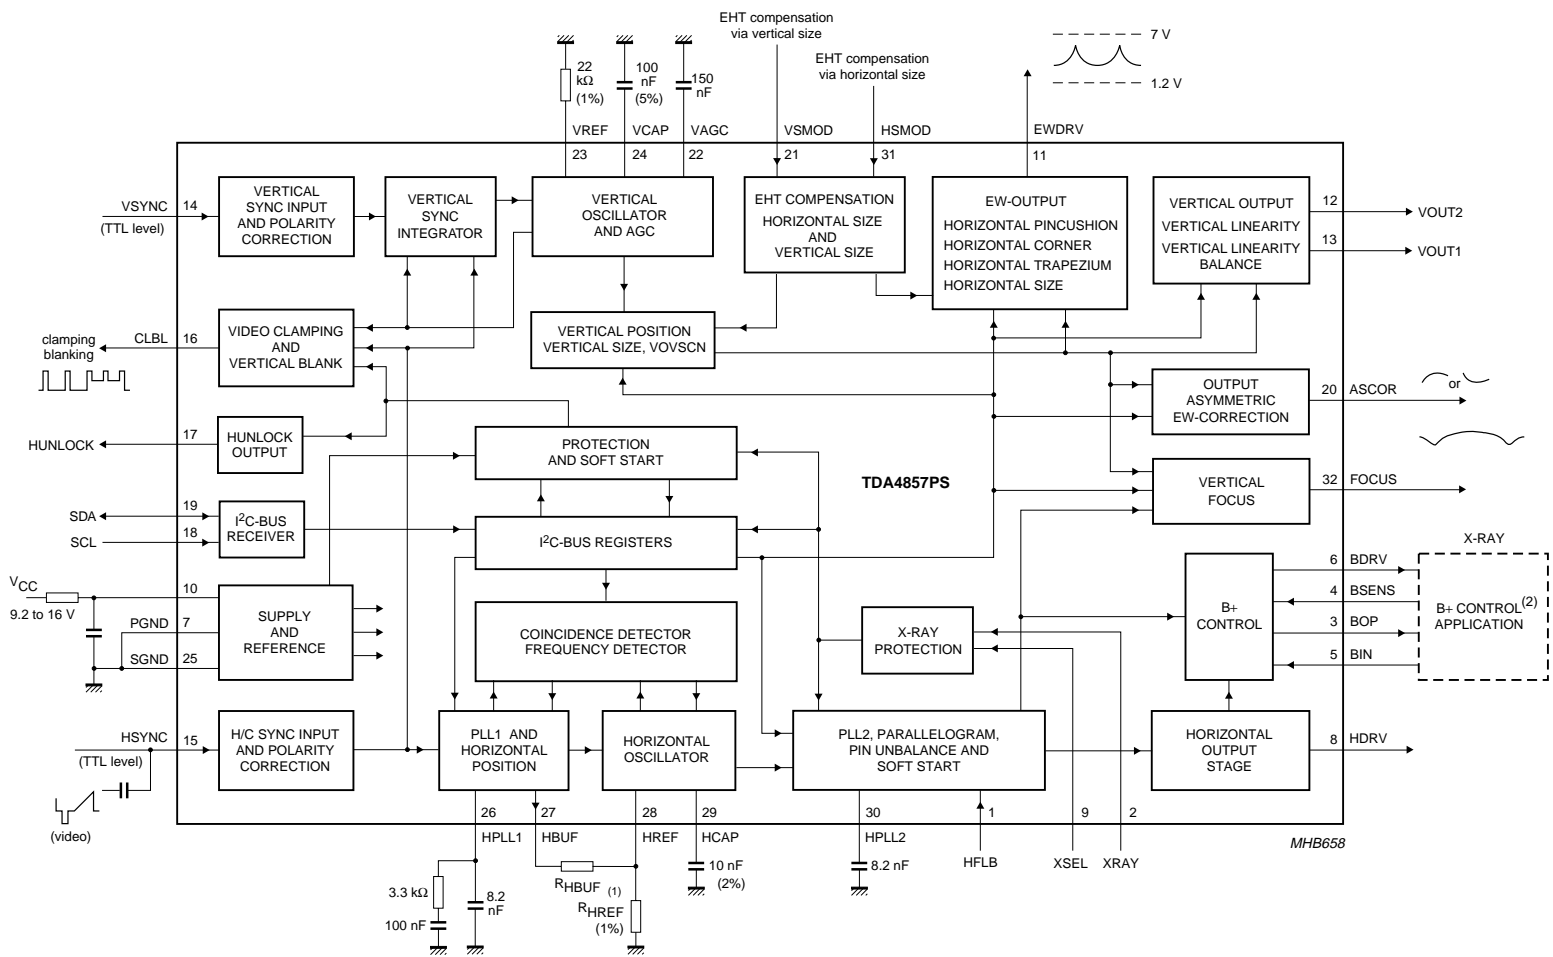 EHT compensation
via vertical size
EHT compensation
via horizontal size
7 V
1.2 V
22
kΩ
(1%)
100
nF
(5%)
150
nF
VREF
VCAP
VAGC
VSMOD
HSMOD
EWDRV
23
24
22
21
31
11
VSYNC
(TTL level)
14
VERTICAL
SYNC INPUT
AND POLARITY
CORRECTION
VERTICAL
SYNC
INTEGRATOR
VERTICAL
OSCILLATOR
AND AGC
EHT COMPENSATION
HORIZONTAL SIZE
AND
VERTICAL SIZE
EW-OUTPUT
HORIZONTAL PINCUSHION
HORIZONTAL CORNER
HORIZONTAL TRAPEZIUM
HORIZONTAL SIZE
VERTICAL OUTPUT
VERTICAL LINEARITY
VERTICAL LINEARITY
BALANCE
12
VOUT2
13
VOUT1
clamping
blanking
CLBL
16
VIDEO CLAMPING
AND
VERTICAL BLANK
VERTICAL POSITION
VERTICAL SIZE, VOVSCN
OUTPUT
ASYMMETRIC
EW-CORRECTION
20
ASCOR
or
HUNLOCK
17
HUNLOCK
OUTPUT
PROTECTION
AND SOFT START
TDA4857PS
VERTICAL
FOCUS
32
FOCUS
SDA
19
SCL
18
I2C-BUS
RECEIVER
I2C-BUS REGISTERS
X-RAY
VCC
9.2 to 16 V
10
PGND
7
SGND
25
SUPPLY
AND
REFERENCE
COINCIDENCE DETECTOR
FREQUENCY DETECTOR
X-RAY
PROTECTION
B+
CONTROL
6
BDRV
4
BSENS
3
BOP
5
BIN
B+ CONTROL(2)
APPLICATION
HSYNC
(TTL level)
15
(video)
H/C SYNC INPUT
AND POLARITY
CORRECTION
PLL1 AND
HORIZONTAL
POSITION
HORIZONTAL
OSCILLATOR
PLL2, PARALLELOGRAM,
PIN UNBALANCE AND
SOFT START
HORIZONTAL
OUTPUT
STAGE
8
HDRV
26
27
28
29
30
1
9
2
HPLL1
HBUF
HREF
HCAP
HPLL2
HFLB
XSEL
XRAY
MHB658
3.3 kΩ
100 nF
8.2
nF
RHBUF (1)
RHREF
(1%)
10 nF
(2%)
8.2 nF